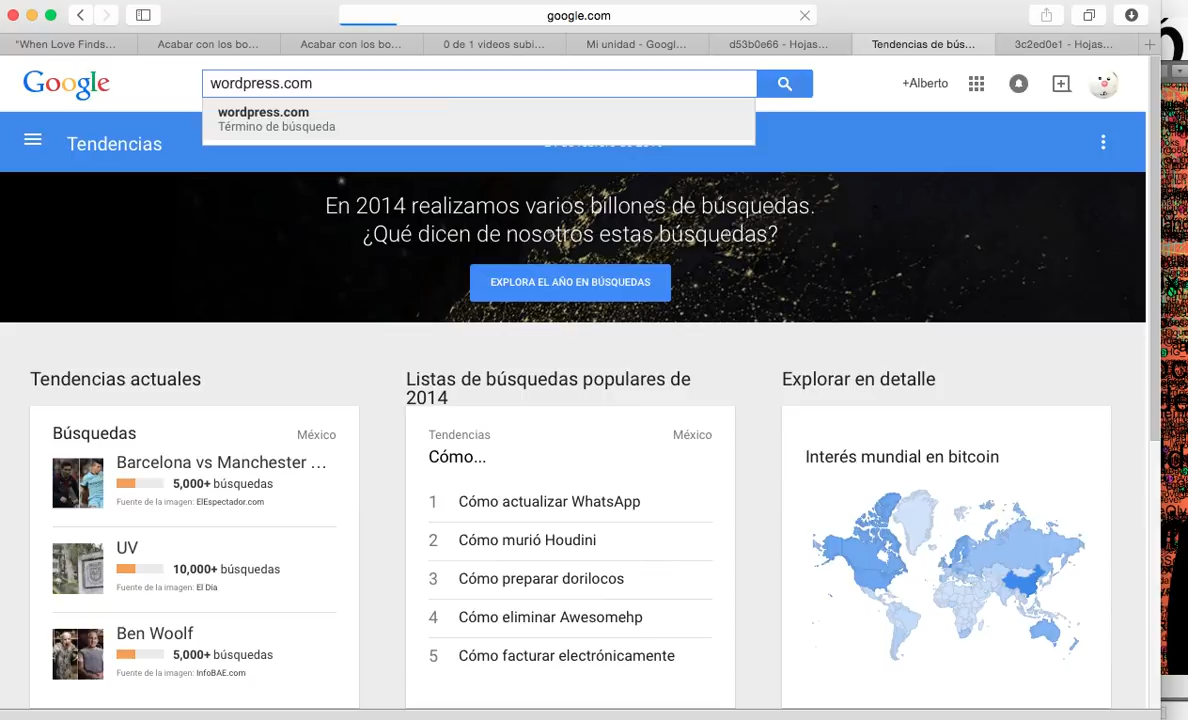 google.com
"When Love Finds...
Acabar con los bo...
Acabar con los bo...
0 de 1 videos subi...
Mi unidad - Googl...
d53b0e66 - Hojas...
Tendencias de bús...
3c2ed0e1 - Hojas...
Google
wordpress.com
+Alberto
wordpress.com
Término de búsqueda
Tendencias
En 2014 realizamos varios billones de búsquedas.
¿Qué dicen de nosotros estas búsquedas?
EXPLORA EL AÑO EN BÚSQUEDAS
Tendencias actuales
Búsquedas
México
Barcelona vs Manchester ...
5,000+ búsquedas
Fuente de la imagen: ElEspectador.com
UV
10,000+ búsquedas
Fuente de la imagen: El Día
Ben Woolf
5,000+ búsquedas
Fuente de la imagen: InfoBAE.com
Listas de búsquedas populares de
2014
Tendencias
México
Cómo...
1 Cómo actualizar WhatsApp
2 Cómo murió Houdini
3 Cómo preparar dorilocos
4 Cómo eliminar Awesomehp
5 Cómo facturar electrónicamente
Explorar en detalle
Interés mundial en bitcoin